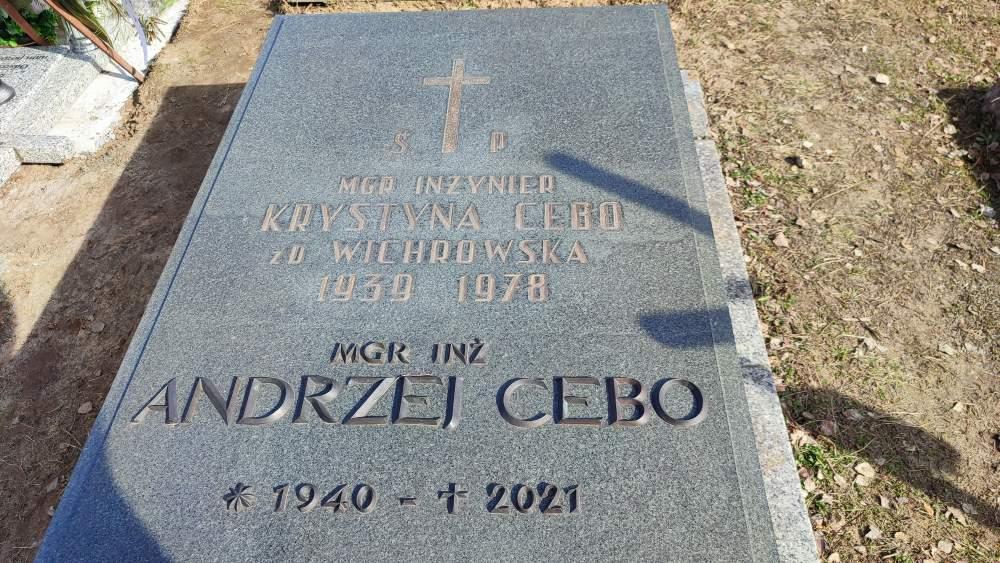 Ś P
MGR INŻYNIER
KRYSTYNA CEBO
ZD WICHROWSKA
1939 1978
MGR INŻ
ANDRZEJ CEBO
* 1940 - † 2021